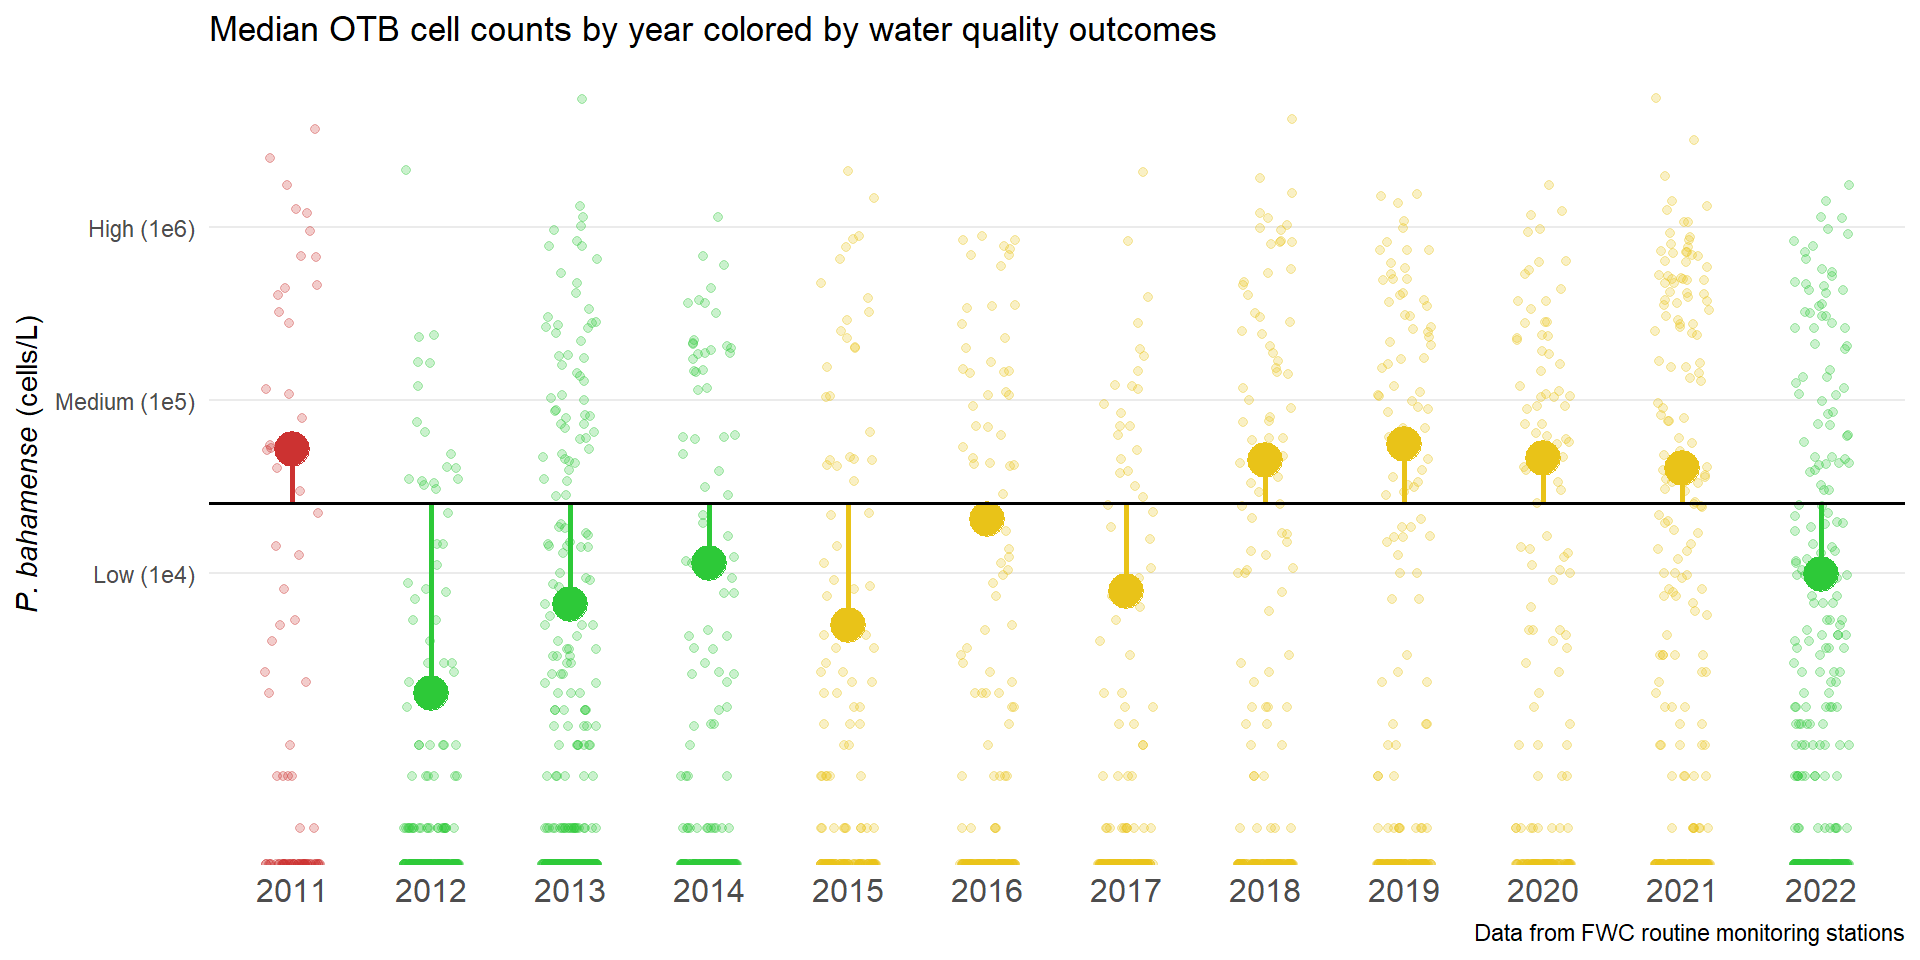 Median OTB cell counts by year colored by water quality outcomes
P. bahamense (cells/L)
High (1e6)
Medium (1e5)
Low (1e4)
2011 2012 2013 2014 2015 2016 2017 2018 2019 2020 2021 2022
Data from FWC routine monitoring stations